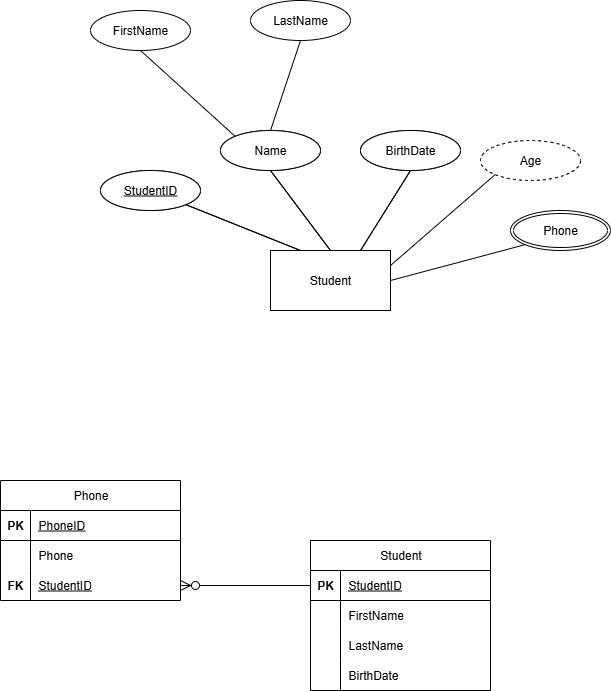 LastName
FirstName
Name
BirthDate
Age
StudentID
Phone
Student
Phone
PK PhoneID
Phone
FK StudentID
Student
PK StudentID
FirstName
LastName
BirthDate